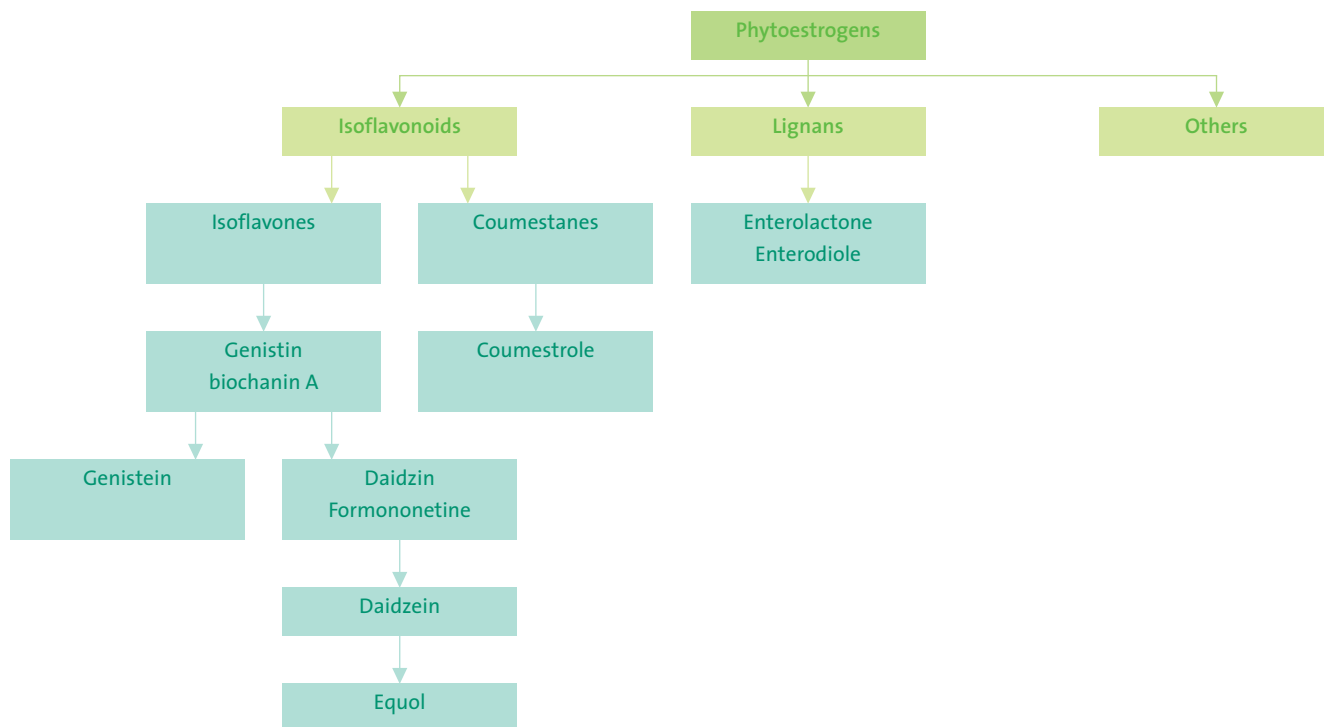 Phytoestrogens
Isoflavonoids
Lignans
Others
Isoflavones
Coumestanes
Enterolactone
Enterodiole
Genistin
biochanin A
Coumestrole
Genistein
Daidzin
Formononetine
Daidzein
Equol